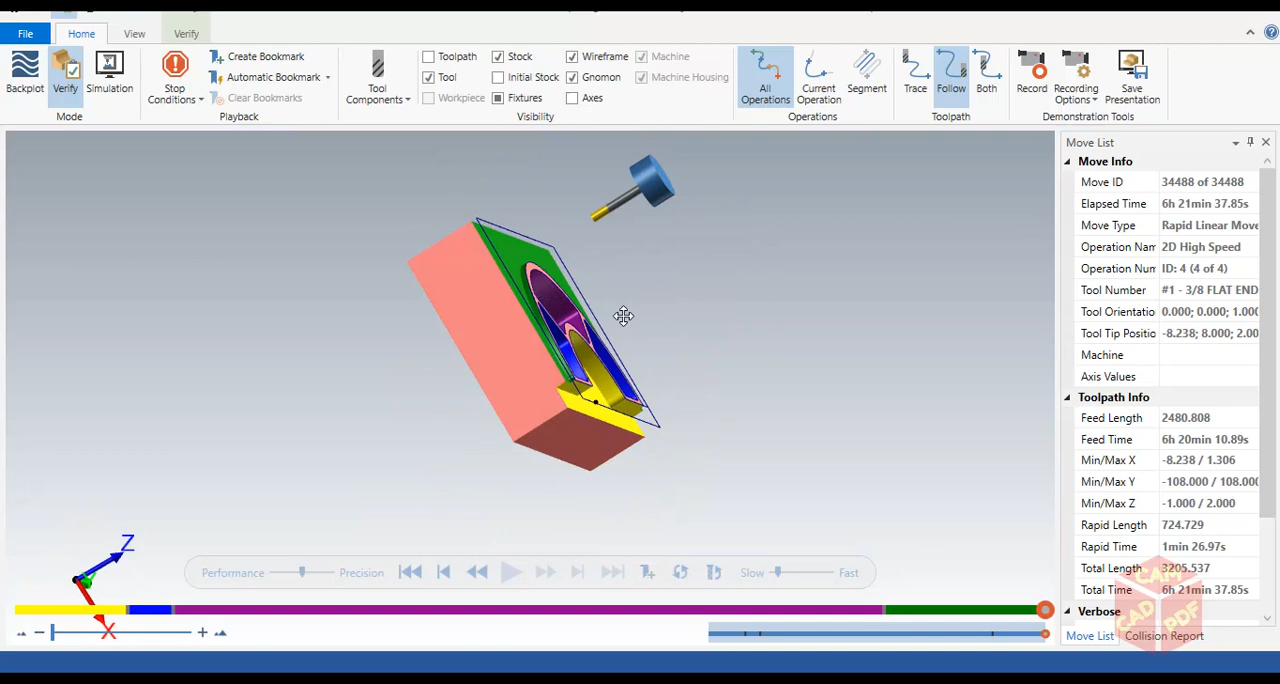 File Home View Verify
Backplot Verify Simulation
Mode
Stop Conditions
Create Bookmark
Automatic Bookmark
Clear Bookmarks
Playback
Tool Components
Toolpath Stock Wireframe Machine
Tool Initial Stock Gnomon Machine Housing
Workpiece Fixtures Axes
Visibility
All Operations Current Operation Segment
Operations
Trace Follow Both
Toolpath
Record Recording Options Save Presentation
Demonstration Tools
Move List
Move Info
Move ID 34488 of 34488
Elapsed Time 6h 21min 37.85s
Move Type Rapid Linear Move
Operation Nam 2D High Speed
Operation Num ID: 4 (4 of 4)
Tool Number #1 - 3/8 FLAT END
Tool Orientatio 0.000; 0.000; 1.000
Tool Tip Positio -8.238; 8.000; 2.00
Machine
Axis Values
Toolpath Info
Feed Length 2480.808
Feed Time 6h 20min 10.89s
Min/Max X -8.238 / 1.306
Min/Max Y -108.000 / 108.000
Min/Max Z -1.000 / 2.000
Rapid Length 724.729
Rapid Time 1min 26.97s
Total Length 3205.537
Total Time 6h 21min 37.85s
Verbose
Move List Collision Report
Z
X
Performance Precision
Slow Fast
CAM
CAD
PDF